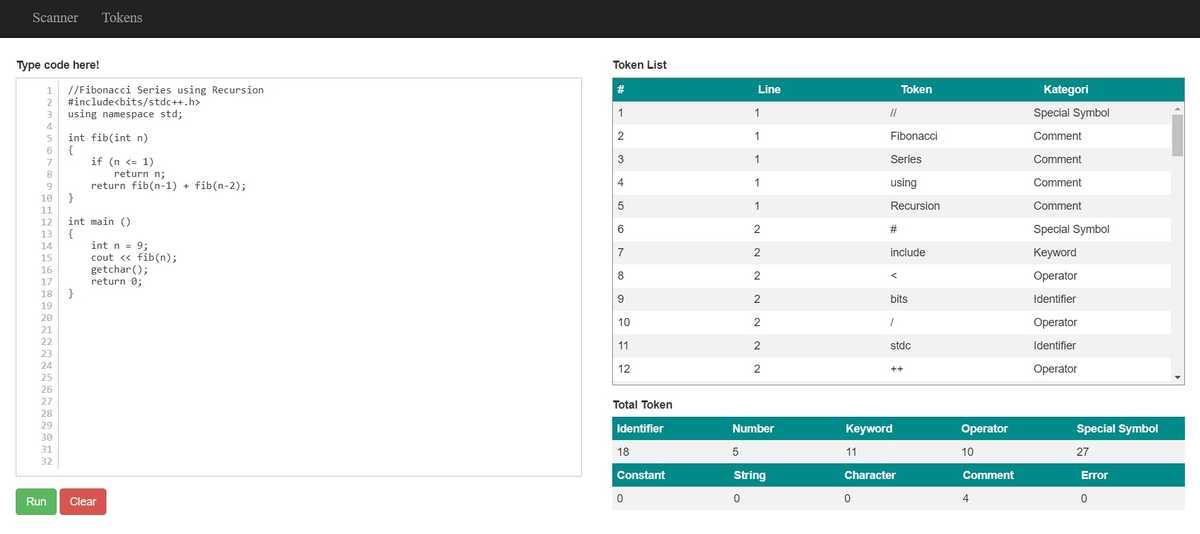 Scanner Tokens
Type code here!
1 //Fibonacci Series using Recursion
2 #include<bits/stdc++.h>
3 using namespace std;
4
5 int fib(int n)
6 {
7     if (n <= 1)
8         return n;
9     return fib(n-1) + fib(n-2);
10 }
11
12 int main ()
13 {
14     int n = 9;
15     cout << fib(n);
16     getchar();
17     return 0;
18 }
19
20
21
22
23
24
25
26
27
28
29
30
31
32
Run Clear
Token List
# Line Token Kategori
1 1 // Special Symbol
2 1 Fibonacci Comment
3 1 Series Comment
4 1 using Comment
5 1 Recursion Comment
6 2 # Special Symbol
7 2 include Keyword
8 2 < Operator
9 2 bits Identifier
10 2 / Operator
11 2 stdc Identifier
12 2 ++ Operator
Total Token
Identifier Number Keyword Operator Special Symbol
18 5 11 10 27
Constant String Character Comment Error
0 0 0 4 0